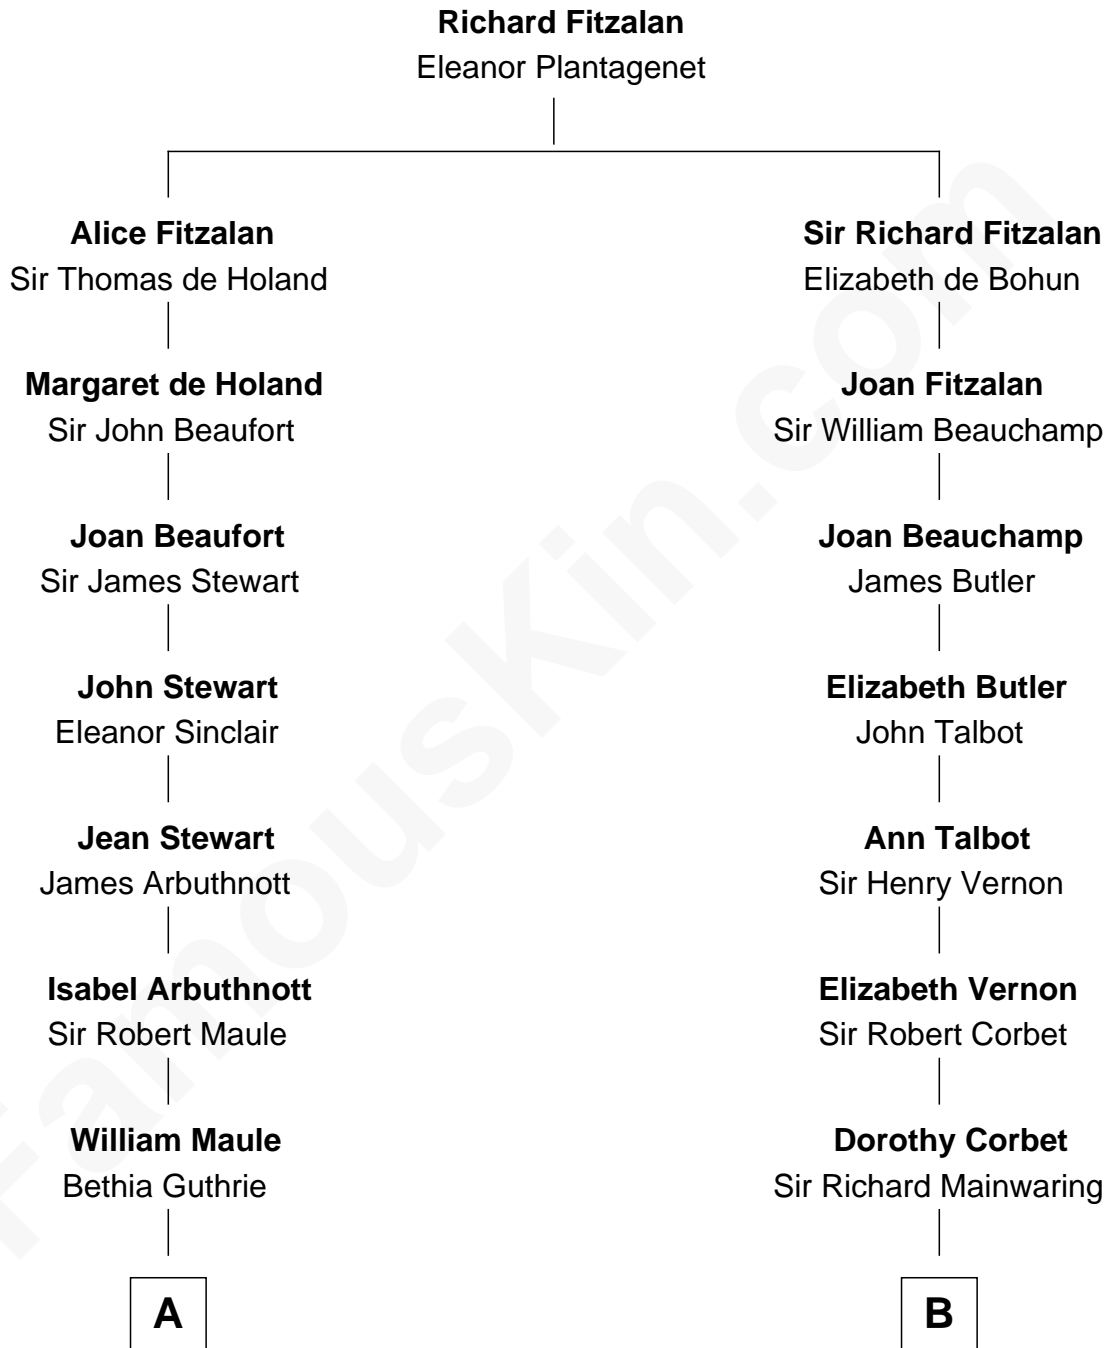 Richard Fitzalan
Eleanor Plantagenet
Alice Fitzalan
Sir Thomas de Holand
Sir Richard Fitzalan
Elizabeth de Bohun
Margaret de Holand
Sir John Beaufort
Joan Fitzalan
Sir William Beauchamp
Joan Beaufort
Sir James Stewart
Joan Beauchamp
James Butler
John Stewart
Eleanor Sinclair
Elizabeth Butler
John Talbot
Jean Stewart
James Arbuthnott
Ann Talbot
Sir Henry Vernon
Isabel Arbuthnott
Sir Robert Maule
Elizabeth Vernon
Sir Robert Corbet
William Maule
Bethia Guthrie
Dorothy Corbet
Sir Richard Mainwaring
A
B
FamousKin.com